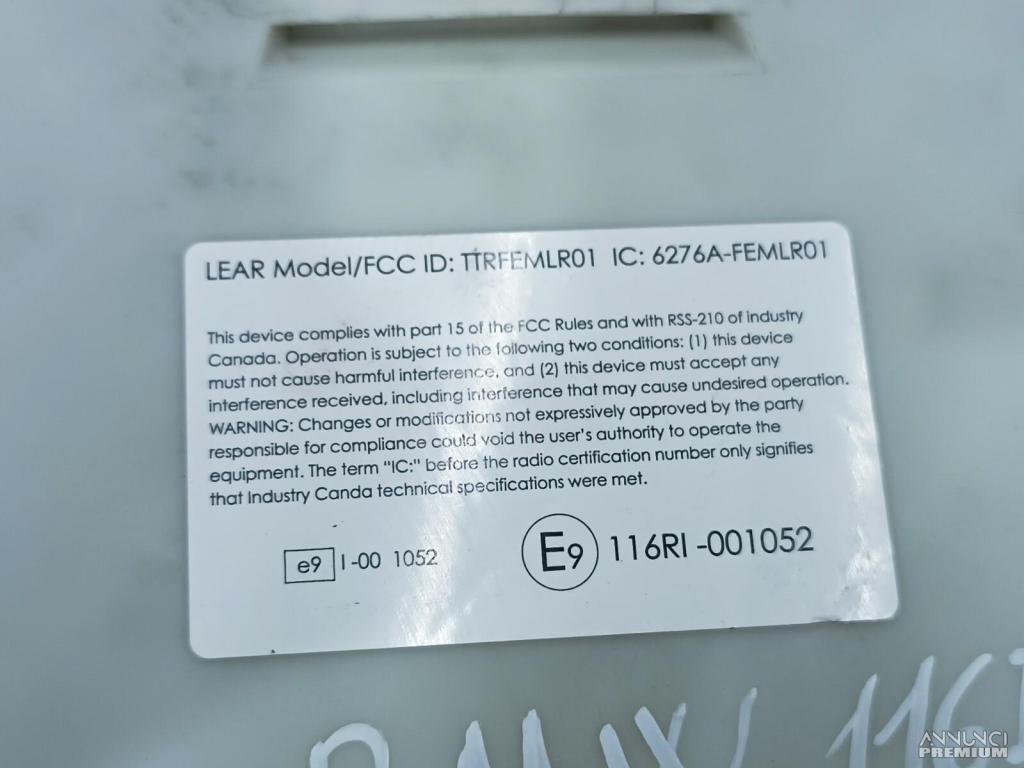 LEAR Model/FCC ID: TTRFEMLR01 IC: 6276A-FEMLR01
This device complies with part 15 of the FCC Rules and with RSS-210 of industry
Canada. Operation is subject to the following two conditions: (1) this device
must not cause harmful interference, and (2) this device must accept any
interference received, including interference that may cause undesired operation.
WARNING: Changes or modifications not expressively approved by the party
responsible for compliance could void the user's authority to operate the
equipment. The term "IC:" before the radio certification number only signifies
that Industry Canda technical specifications were met.
e9 I-00 1052
E9 116RI-001052
BMW 116I
ANNUNCI
PREMIUM